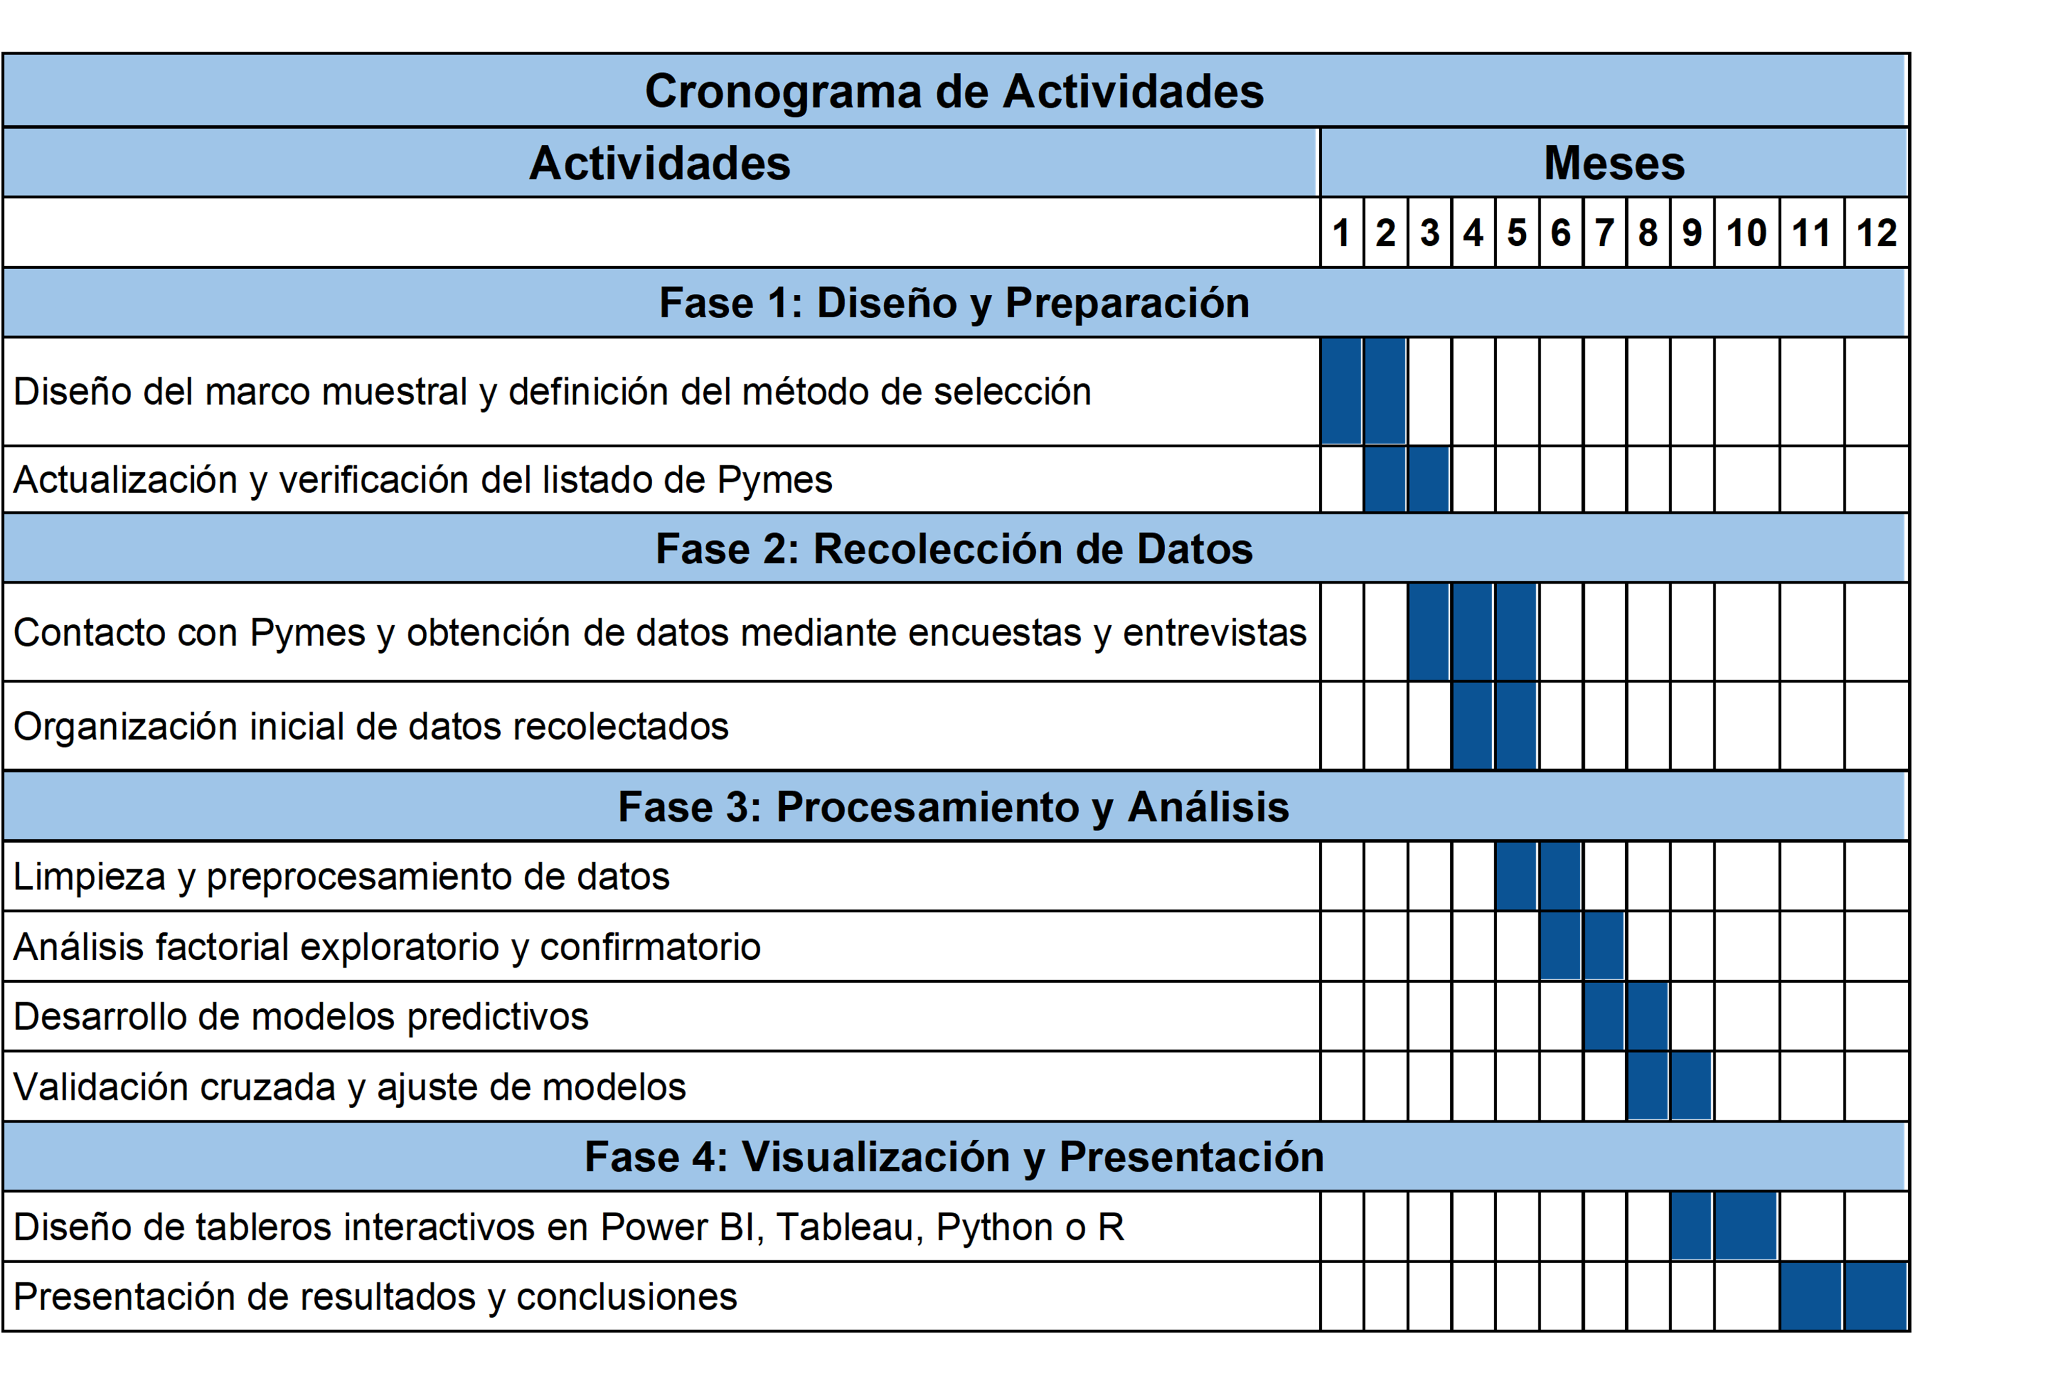 Cronograma de Actividades
Actividades Meses
1 2 3 4 5 6 7 8 9 10 11 12
Fase 1: Diseño y Preparación
Diseño del marco muestral y definición del método de selección
Actualización y verificación del listado de Pymes
Fase 2: Recolección de Datos
Contacto con Pymes y obtención de datos mediante encuestas y entrevistas
Organización inicial de datos recolectados
Fase 3: Procesamiento y Análisis
Limpieza y preprocesamiento de datos
Análisis factorial exploratorio y confirmatorio
Desarrollo de modelos predictivos
Validación cruzada y ajuste de modelos
Fase 4: Visualización y Presentación
Diseño de tableros interactivos en Power BI, Tableau, Python o R
Presentación de resultados y conclusiones